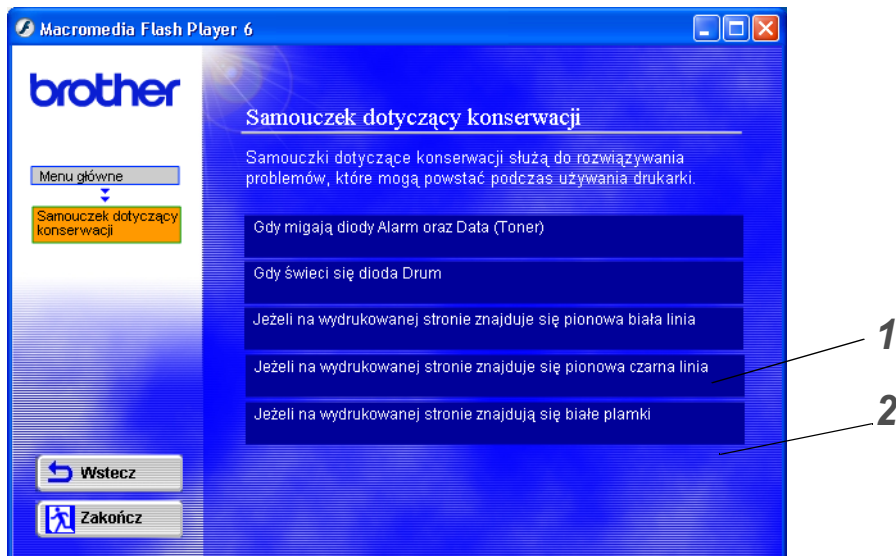 Macromedia Flash Player 6
brother
Menu główne
Samouczek dotyczący
konserwacji
Wstecz
Zakończ
Samouczek dotyczący konserwacji
Samouczki dotyczące konserwacji służą do rozwiązywania
problemów, które mogą powstać podczas używania drukarki.
Gdy migają diody Alarm oraz Data (Toner)
Gdy świeci się dioda Drum
Jeżeli na wydrukowanej stronie znajduje się pionowa biała linia
Jeżeli na wydrukowanej stronie znajduje się pionowa czarna linia
Jeżeli na wydrukowanej stronie znajdują się białe plamki
1
2